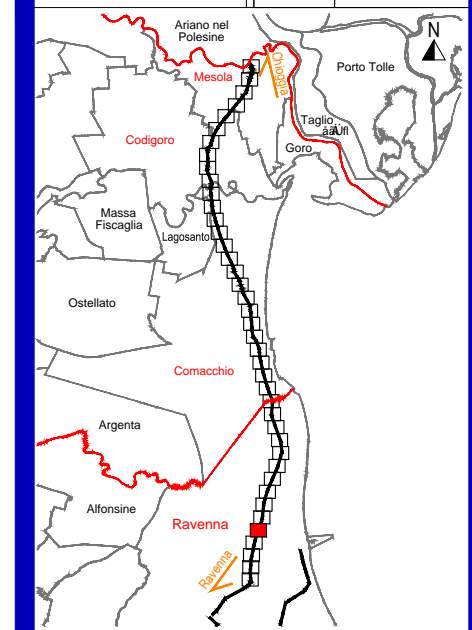 Ariano nel
Polesine
N
Mesola
Chioggia
Porto Tolle
Codigoro
Taglio
Goro
Massa
Fiscaglia
Lagosanto
Ostellato
Comacchio
Argenta
Alfonsine
Ravenna
Ravenna